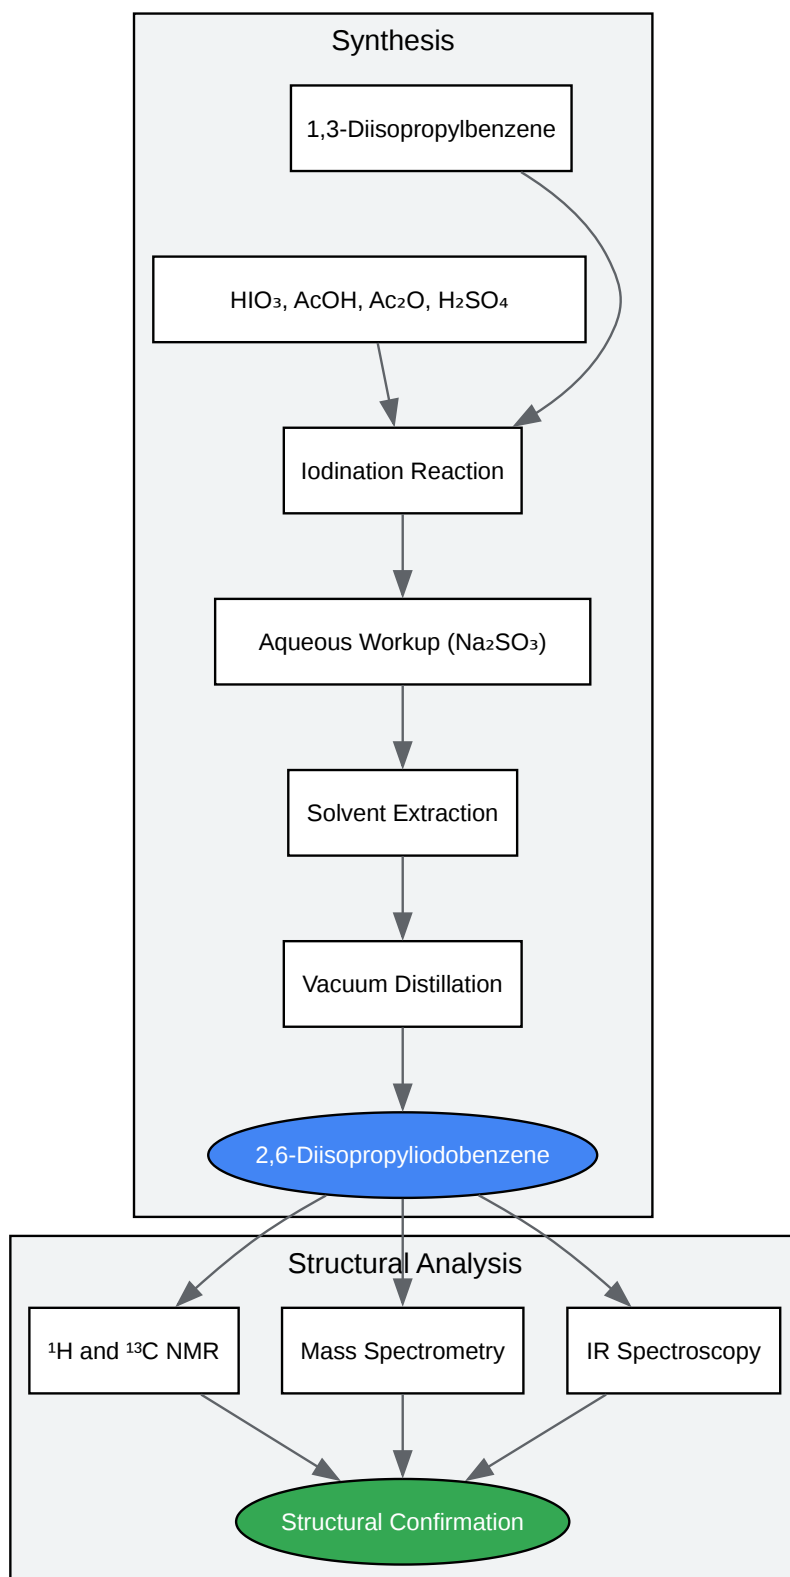 Synthesis
1,3-Diisopropylbenzene
HIO₃, AcOH, Ac₂O, H₂SO₄
Iodination Reaction
Aqueous Workup (Na₂SO₃)
Solvent Extraction
Vacuum Distillation
2,6-Diisopropyliodobenzene
Structural Analysis
¹H and ¹³C NMR
Mass Spectrometry
IR Spectroscopy
Structural Confirmation